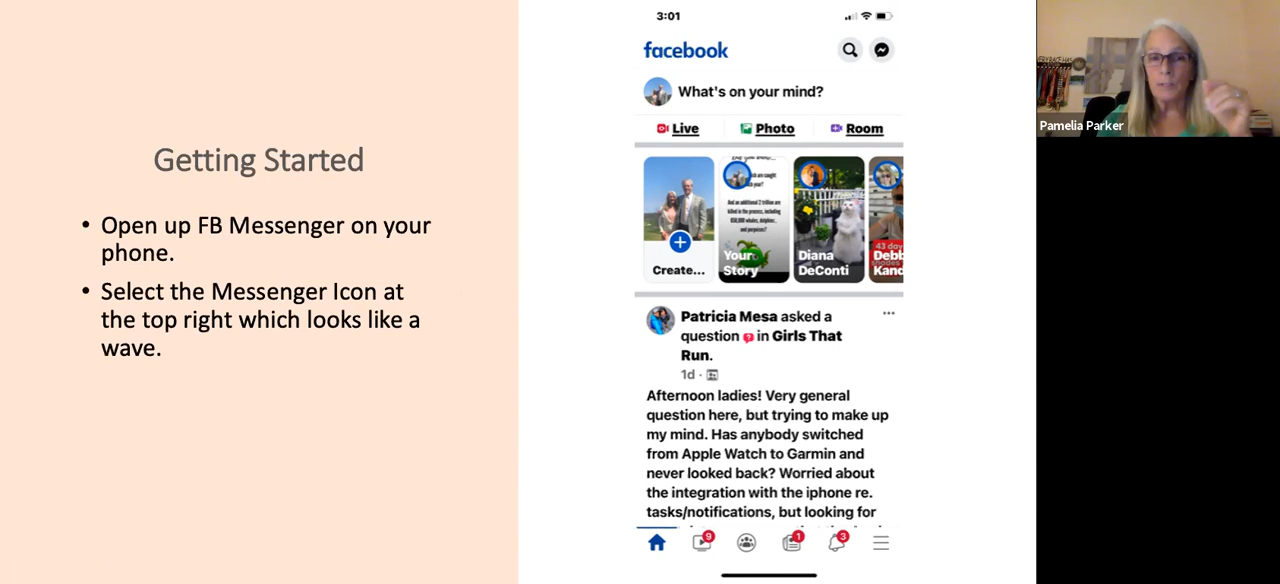 Getting Started
• Open up FB Messenger on your
phone.
• Select the Messenger Icon at
the top right which looks like a
wave.
3:01
facebook
What's on your mind?
Live Photo Room
Create...
Your
Story
Diana
DeConti
43 day
Debb
Kand
Patricia Mesa asked a
question in Girls That
Run.
1d ·
Afternoon ladies! Very general
question here, but trying to make up
my mind. Has anybody switched
from Apple Watch to Garmin and
never looked back? Worried about
the integration with the iphone re.
tasks/notifications, but looking for
9 1 3
Pamelia Parker